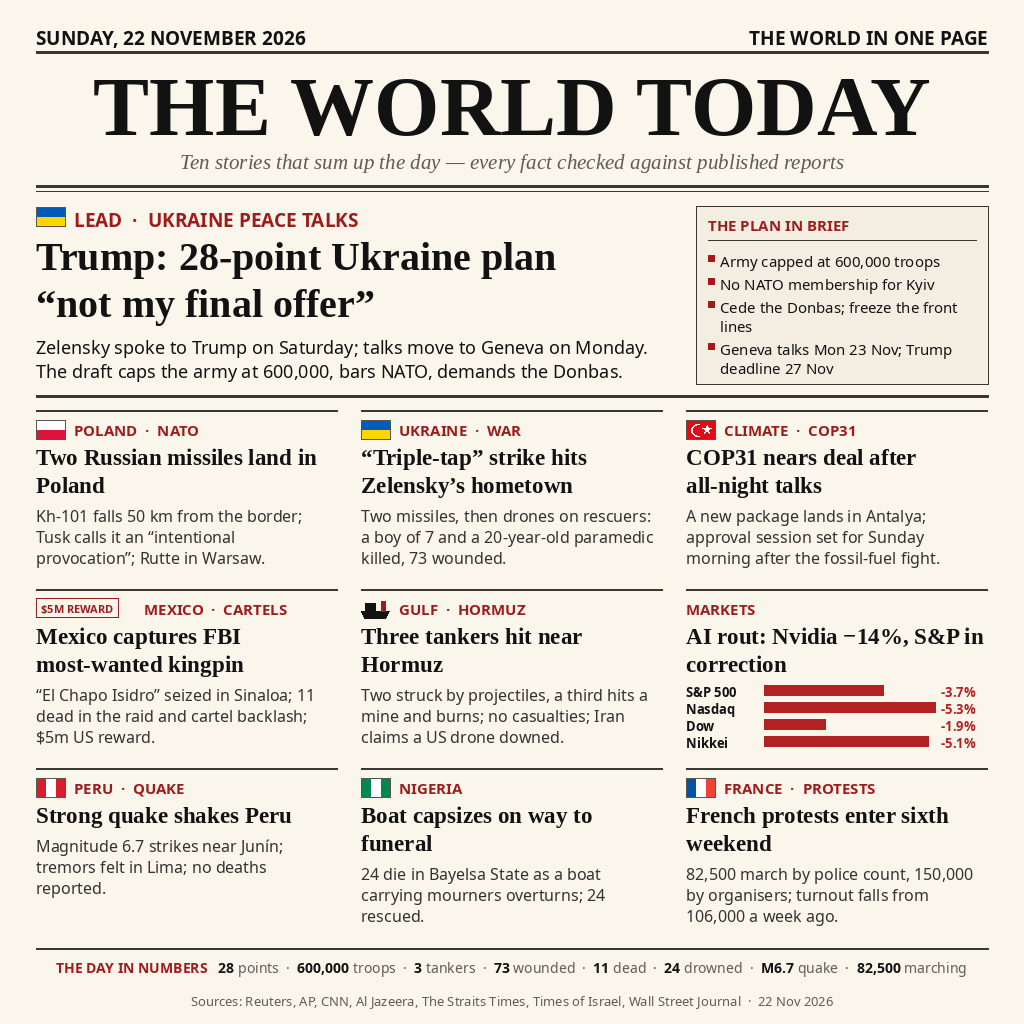 SUNDAY, 22 NOVEMBER 2026
THE WORLD IN ONE PAGE
THE WORLD TODAY
Ten stories that sum up the day — every fact checked against published reports
LEAD · UKRAINE PEACE TALKS
Trump: 28-point Ukraine plan
“not my final offer”
Zelensky spoke to Trump on Saturday; talks move to Geneva on Monday.
The draft caps the army at 600,000, bars NATO, demands the Donbas.
THE PLAN IN BRIEF
Army capped at 600,000 troops
No NATO membership for Kyiv
Cede the Donbas; freeze the front
lines
Geneva talks Mon 23 Nov; Trump
deadline 27 Nov
POLAND · NATO
Two Russian missiles land in
Poland
Kh-101 falls 50 km from the border;
Tusk calls it an “intentional
provocation”; Rutte in Warsaw.
UKRAINE · WAR
“Triple-tap” strike hits
Zelensky’s hometown
Two missiles, then drones on rescuers:
a boy of 7 and a 20-year-old paramedic
killed, 73 wounded.
CLIMATE · COP31
COP31 nears deal after
all-night talks
A new package lands in Antalya;
approval session set for Sunday
morning after the fossil-fuel fight.
$5M REWARD
MEXICO · CARTELS
Mexico captures FBI
most-wanted kingpin
“El Chapo Isidro” seized in Sinaloa; 11
dead in the raid and cartel backlash;
$5m US reward.
GULF · HORMUZ
Three tankers hit near
Hormuz
Two struck by projectiles, a third hits a
mine and burns; no casualties; Iran
claims a US drone downed.
MARKETS
AI rout: Nvidia −14%, S&P in
correction
S&P 500 -3.7%
Nasdaq -5.3%
Dow -1.9%
Nikkei -5.1%
PERU · QUAKE
Strong quake shakes Peru
Magnitude 6.7 strikes near Junín;
tremors felt in Lima; no deaths
reported.
NIGERIA
Boat capsizes on way to
funeral
24 die in Bayelsa State as a boat
carrying mourners overturns; 24
rescued.
FRANCE · PROTESTS
French protests enter sixth
weekend
82,500 march by police count, 150,000
by organisers; turnout falls from
106,000 a week ago.
THE DAY IN NUMBERS 28 points · 600,000 troops · 3 tankers · 73 wounded · 11 dead · 24 drowned · M6.7 quake · 82,500 marching
Sources: Reuters, AP, CNN, Al Jazeera, The Straits Times, Times of Israel, Wall Street Journal · 22 Nov 2026